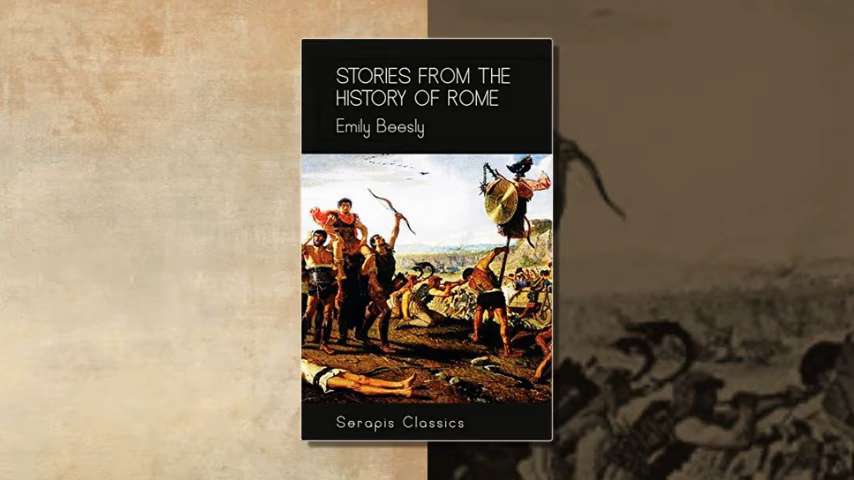 STORIES FROM THE
HISTORY OF ROME
Emily Beesly
Serapis Classics